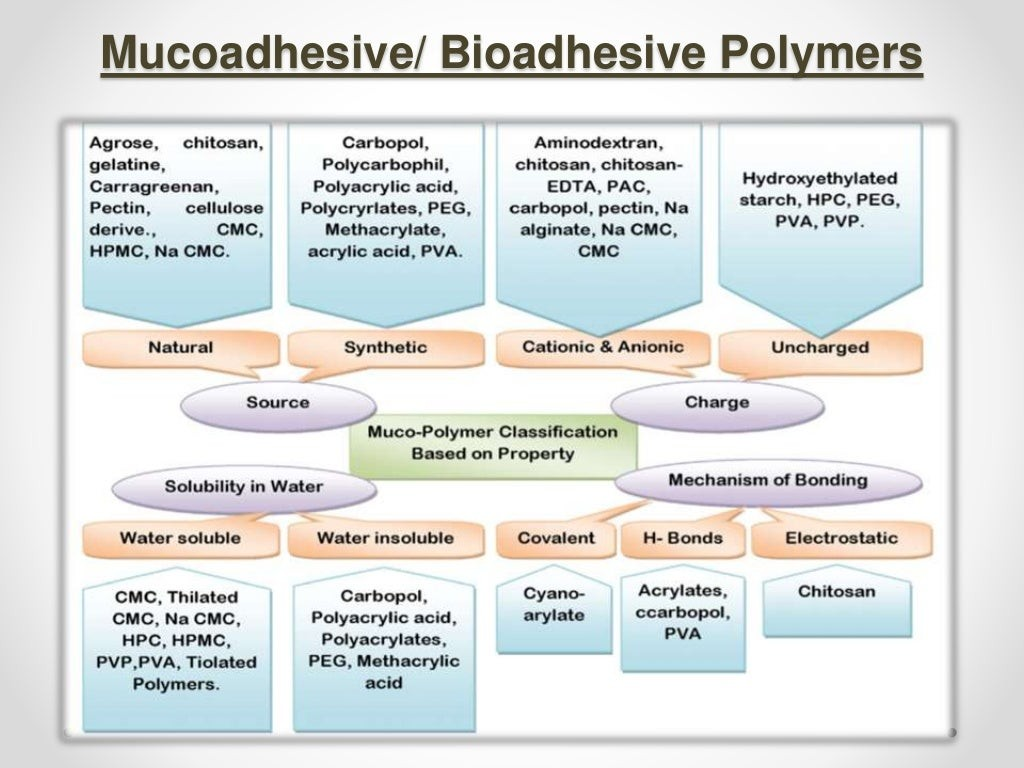 Mucoadhesive/ Bioadhesive Polymers
Agrose, chitosan,
gelatine,
Carragreenan,
Pectin, cellulose
derive., CMC,
HPMC, Na CMC.
Carbopol,
Polycarbophil,
Polyacrylic acid,
Polycryrlates, PEG,
Methacrylate,
acrylic acid, PVA.
Aminodextran,
chitosan, chitosan-
EDTA, PAC,
carbopol, pectin, Na
alginate, Na CMC,
CMC
Hydroxyethylated
starch, HPC, PEG,
PVA, PVP.
Natural
Synthetic
Cationic & Anionic
Uncharged
Source
Charge
Muco-Polymer Classification
Based on Property
Solubility in Water
Mechanism of Bonding
Water soluble
Water insoluble
Covalent
H- Bonds
Electrostatic
CMC, Thilated
CMC, Na CMC,
HPC, HPMC,
PVP,PVA, Tiolated
Polymers.
Carbopol,
Polyacrylic acid,
Polyacrylates,
PEG, Methacrylic
acid
Cyano-
arylate
Acrylates,
ccarbopol,
PVA
Chitosan